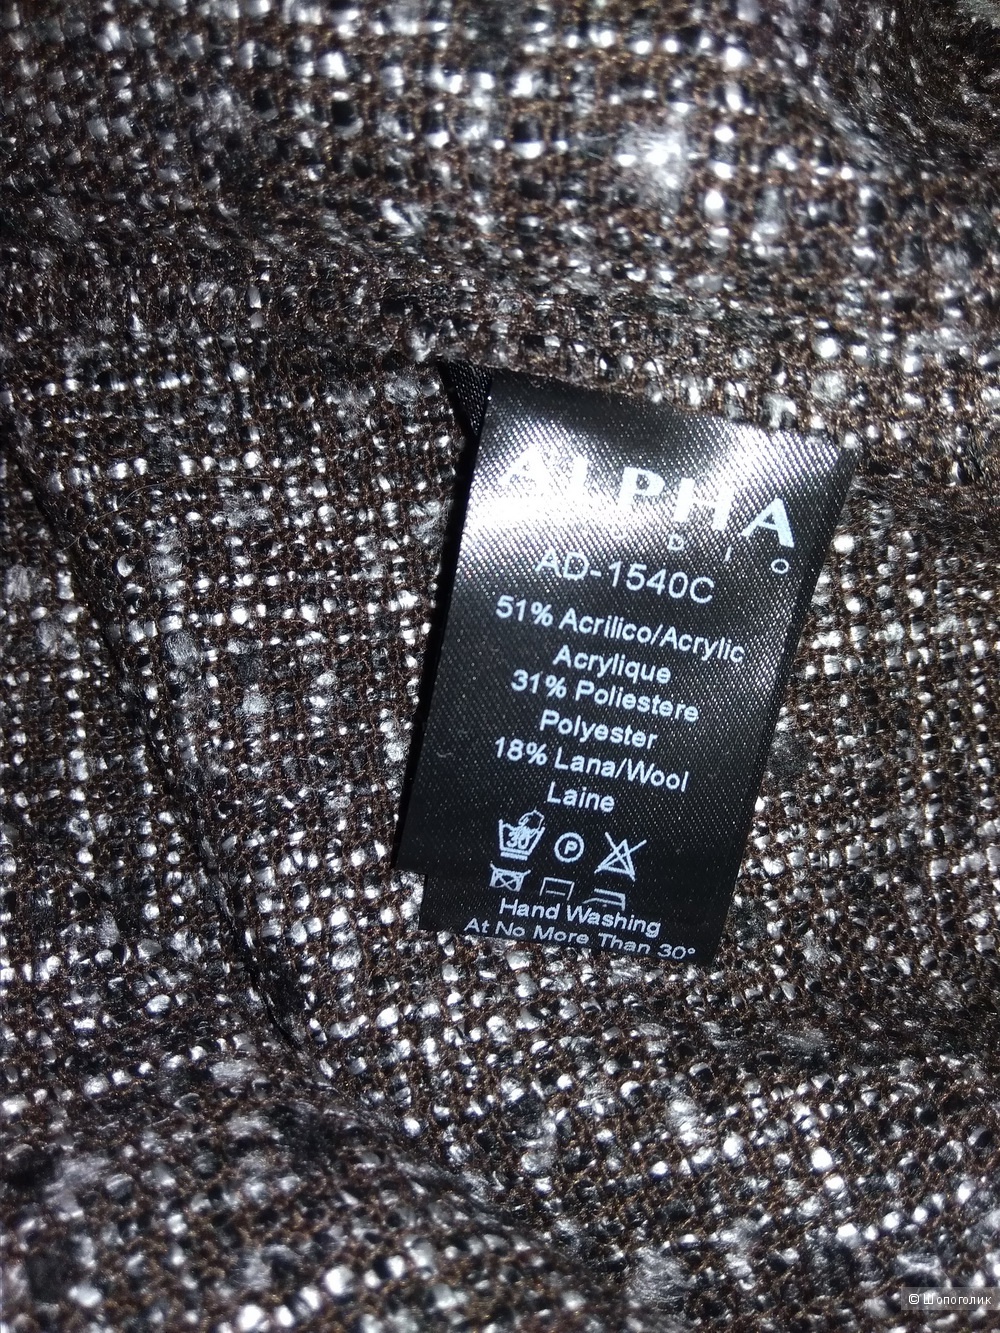 ALPHA
AD-1540C
51% Acrilico/Acrylic
Acrylique
31% Poliestere
Polyester
18% Lana/Wool
Laine
30
P
Hand Washing
At No More Than 30°
© Шопоголик